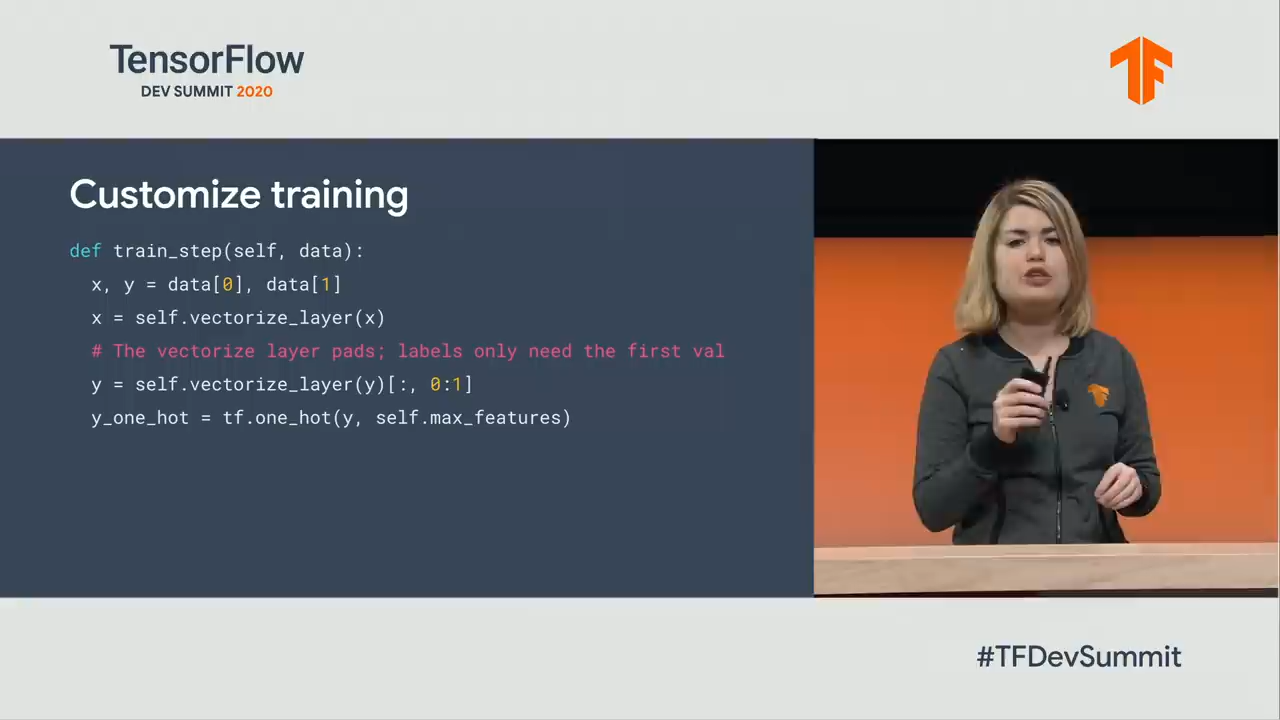 TensorFlow
DEV SUMMIT 2020
Customize training
def train_step(self, data):
x, y = data[0], data[1]
x = self.vectorize_layer(x)
# The vectorize layer pads; labels only need the first val
y = self.vectorize_layer(y)[:, 0:1]
y_one_hot = tf.one_hot(y, self.max_features)
#TFDevSummit